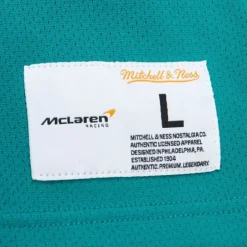 Mitchell & Ness
McLAREN
RACING
L
MITCHELL & NESS NOSTALGIA CO.
AUTHENTIC LICENSED APPAREL
DESIGNED IN PHILADELPHIA, PA.
ESTABLISHED 1904
AUTHENTIC, PREMIUM, LEGENDARY.